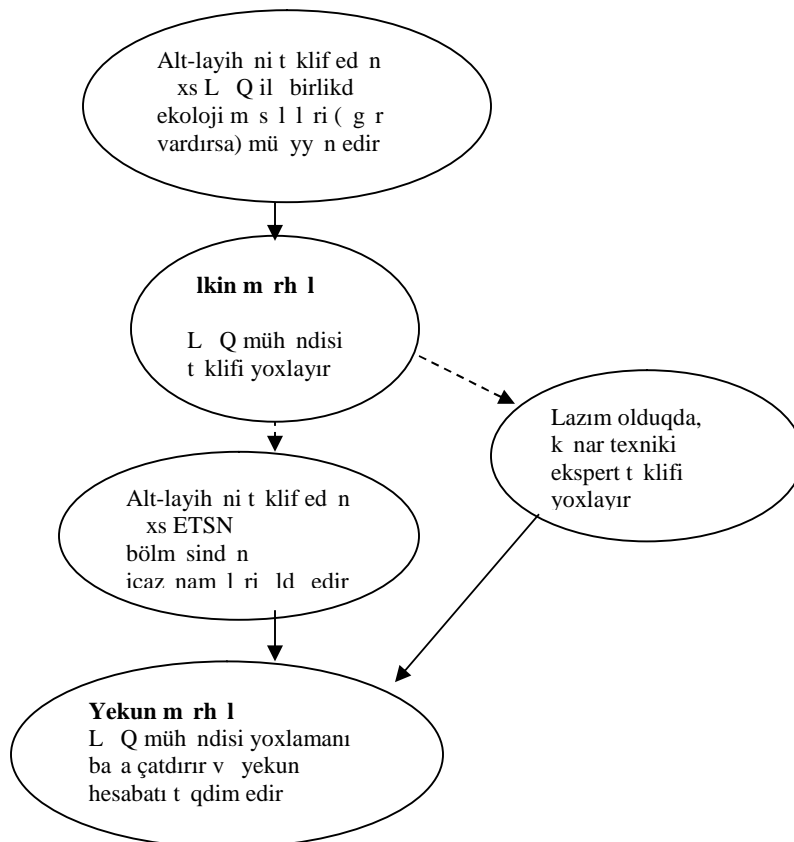 Alt-layih ni t klif ed n
xs L Q il birlikd
ekoloji m s l l ri ( g r
vardırsa) mü yy n edir
lkin m rh l
L Q müh ndisi
t klifi yoxlayır
Lazım olduqda,
k nar texniki
ekspert t klifi
yoxlayır
Alt-layih ni t klif ed n
xs ETSN
bölm sind n
icaz nam l ri ld edir
Yekun m rh l
L Q müh ndisi yoxlamanı
ba a çatdırır v yekun
hesabatı t qdim edir